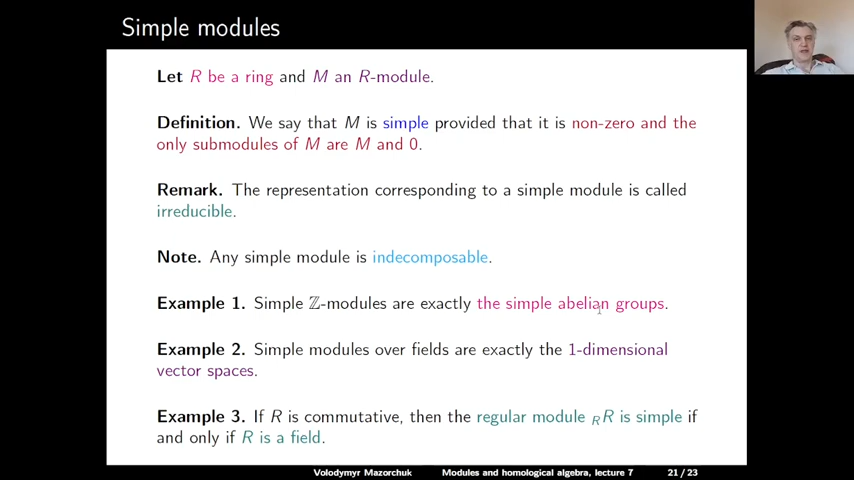 Simple modules
Let R be a ring and M an R-module.
Definition. We say that M is simple provided that it is non-zero and the
only submodules of M are M and 0.
Remark. The representation corresponding to a simple module is called
irreducible.
Note. Any simple module is indecomposable.
Example 1. Simple ℤ-modules are exactly the simple abelian groups.
Example 2. Simple modules over fields are exactly the 1-dimensional
vector spaces.
Example 3. If R is commutative, then the regular module ᵣR is simple if
and only if R is a field.
Volodymyr Mazorchuk Modules and homological algebra, lecture 7 21 / 23